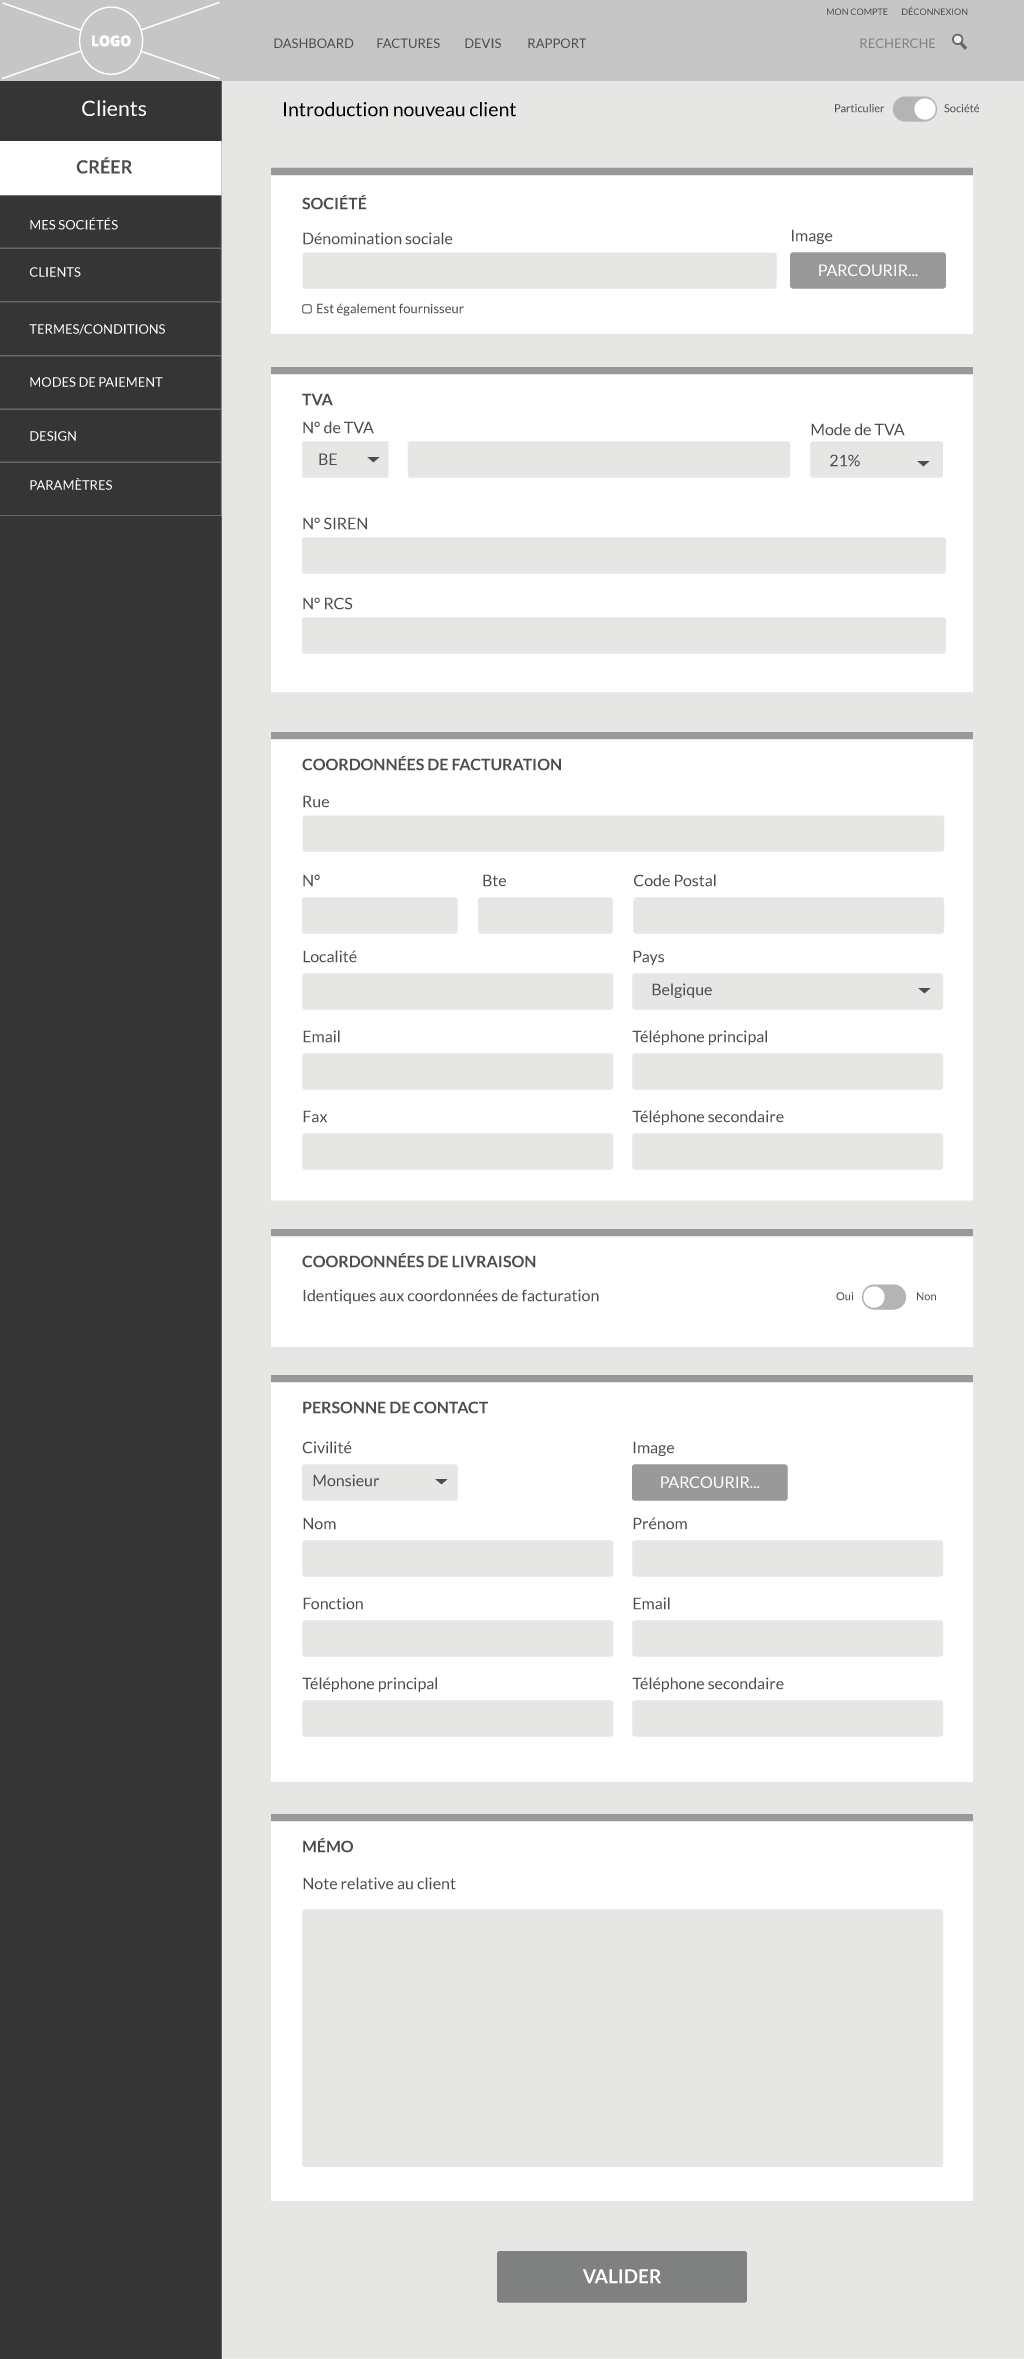 MON COMPTE DÉCONNEXION
LOGO
DASHBOARD FACTURES DEVIS RAPPORT RECHERCHE
Clients
CRÉER
MES SOCIÉTÉS
CLIENTS
TERMES/CONDITIONS
MODES DE PAIEMENT
DESIGN
PARAMÈTRES
Introduction nouveau client
Particulier Société
SOCIÉTÉ
Dénomination sociale Image
PARCOURIR...
Est également fournisseur
TVA
N° de TVA Mode de TVA
BE 21%
N° SIREN
N° RCS
COORDONNÉES DE FACTURATION
Rue
N° Bte Code Postal
Localité Pays
Belgique
Email Téléphone principal
Fax Téléphone secondaire
COORDONNÉES DE LIVRAISON
Identiques aux coordonnées de facturation Oui Non
PERSONNE DE CONTACT
Civilité Image
Monsieur PARCOURIR...
Nom Prénom
Fonction Email
Téléphone principal Téléphone secondaire
MÉMO
Note relative au client
VALIDER